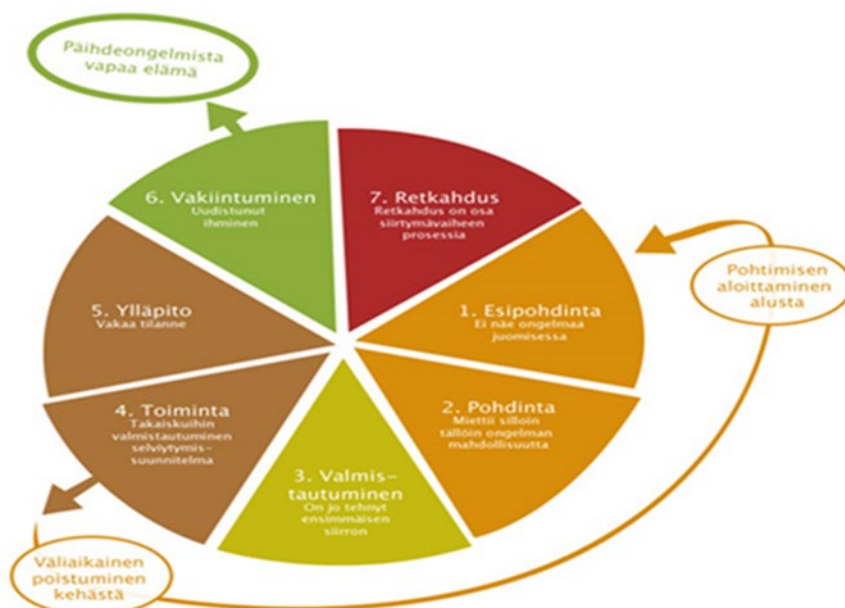 Päihdeongelmista
vapaa elämä
6. Vakiintuminen
Uudistunut
ihminen
7. Retkahdus
Retkahdus on osa
siirtymävaiheen
prosessia
5. Ylläpito
Vakaa tilanne
1. Esipohdinta
Ei näe ongelmaa
juomisessa
Pohtimisen
aloittaminen
alusta
4. Toiminta
Takaiskuihin
valmistautuminen
selviytymis-
suunnitelma
2. Pohdinta
Miettii silloin
tällöin ongelman
mahdollisuutta
3. Valmis-
tautuminen
On jo tehnyt
ensimmäisen
siirron
Väliaikainen
poistuminen
kehästä